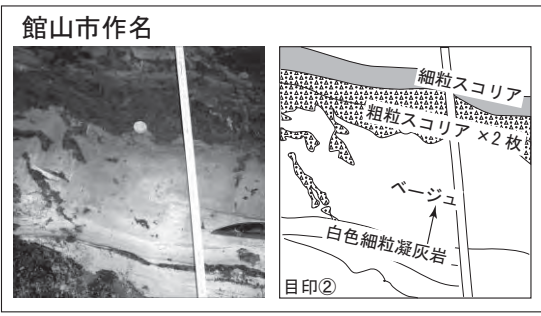 館山市作名
細粒スコリア
粗粒スコリア ×2枚
ベージュ
白色細粒凝灰岩
目印②